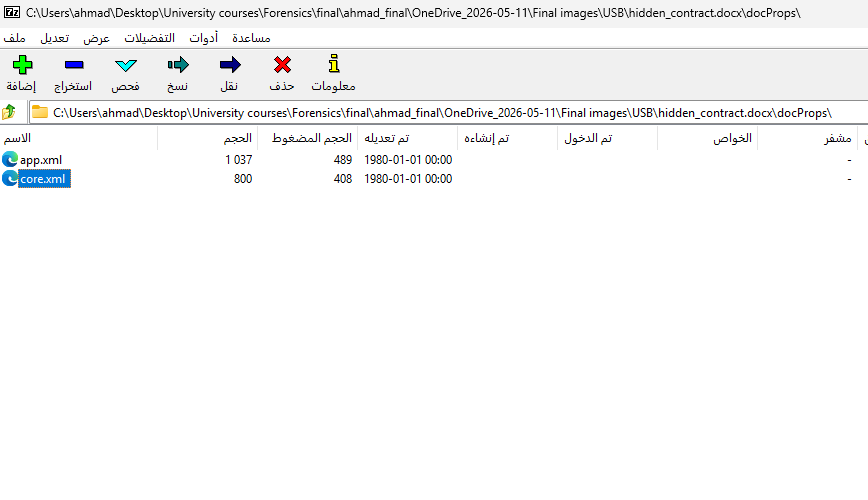 C:\Users\ahmad\Desktop\University courses\Forensics\final\ahmad_final\OneDrive_2026-05-11\Final images\USB\hidden_contract.docx\docProps\
ملف تعديل عرض التفضيلات أدوات مساعدة
إضافة استخراج فحص نسخ نقل حذف معلومات
C:\Users\ahmad\Desktop\University courses\Forensics\final\ahmad_final\OneDrive_2026-05-11\Final images\USB\hidden_contract.docx\docProps\
الاسم الحجم الحجم المضغوط تم تعديله تم إنشاءه تم الدخول الخواص مشفر
app.xml 1 037 489 1980-01-01 00:00 -
core.xml 800 408 1980-01-01 00:00 -